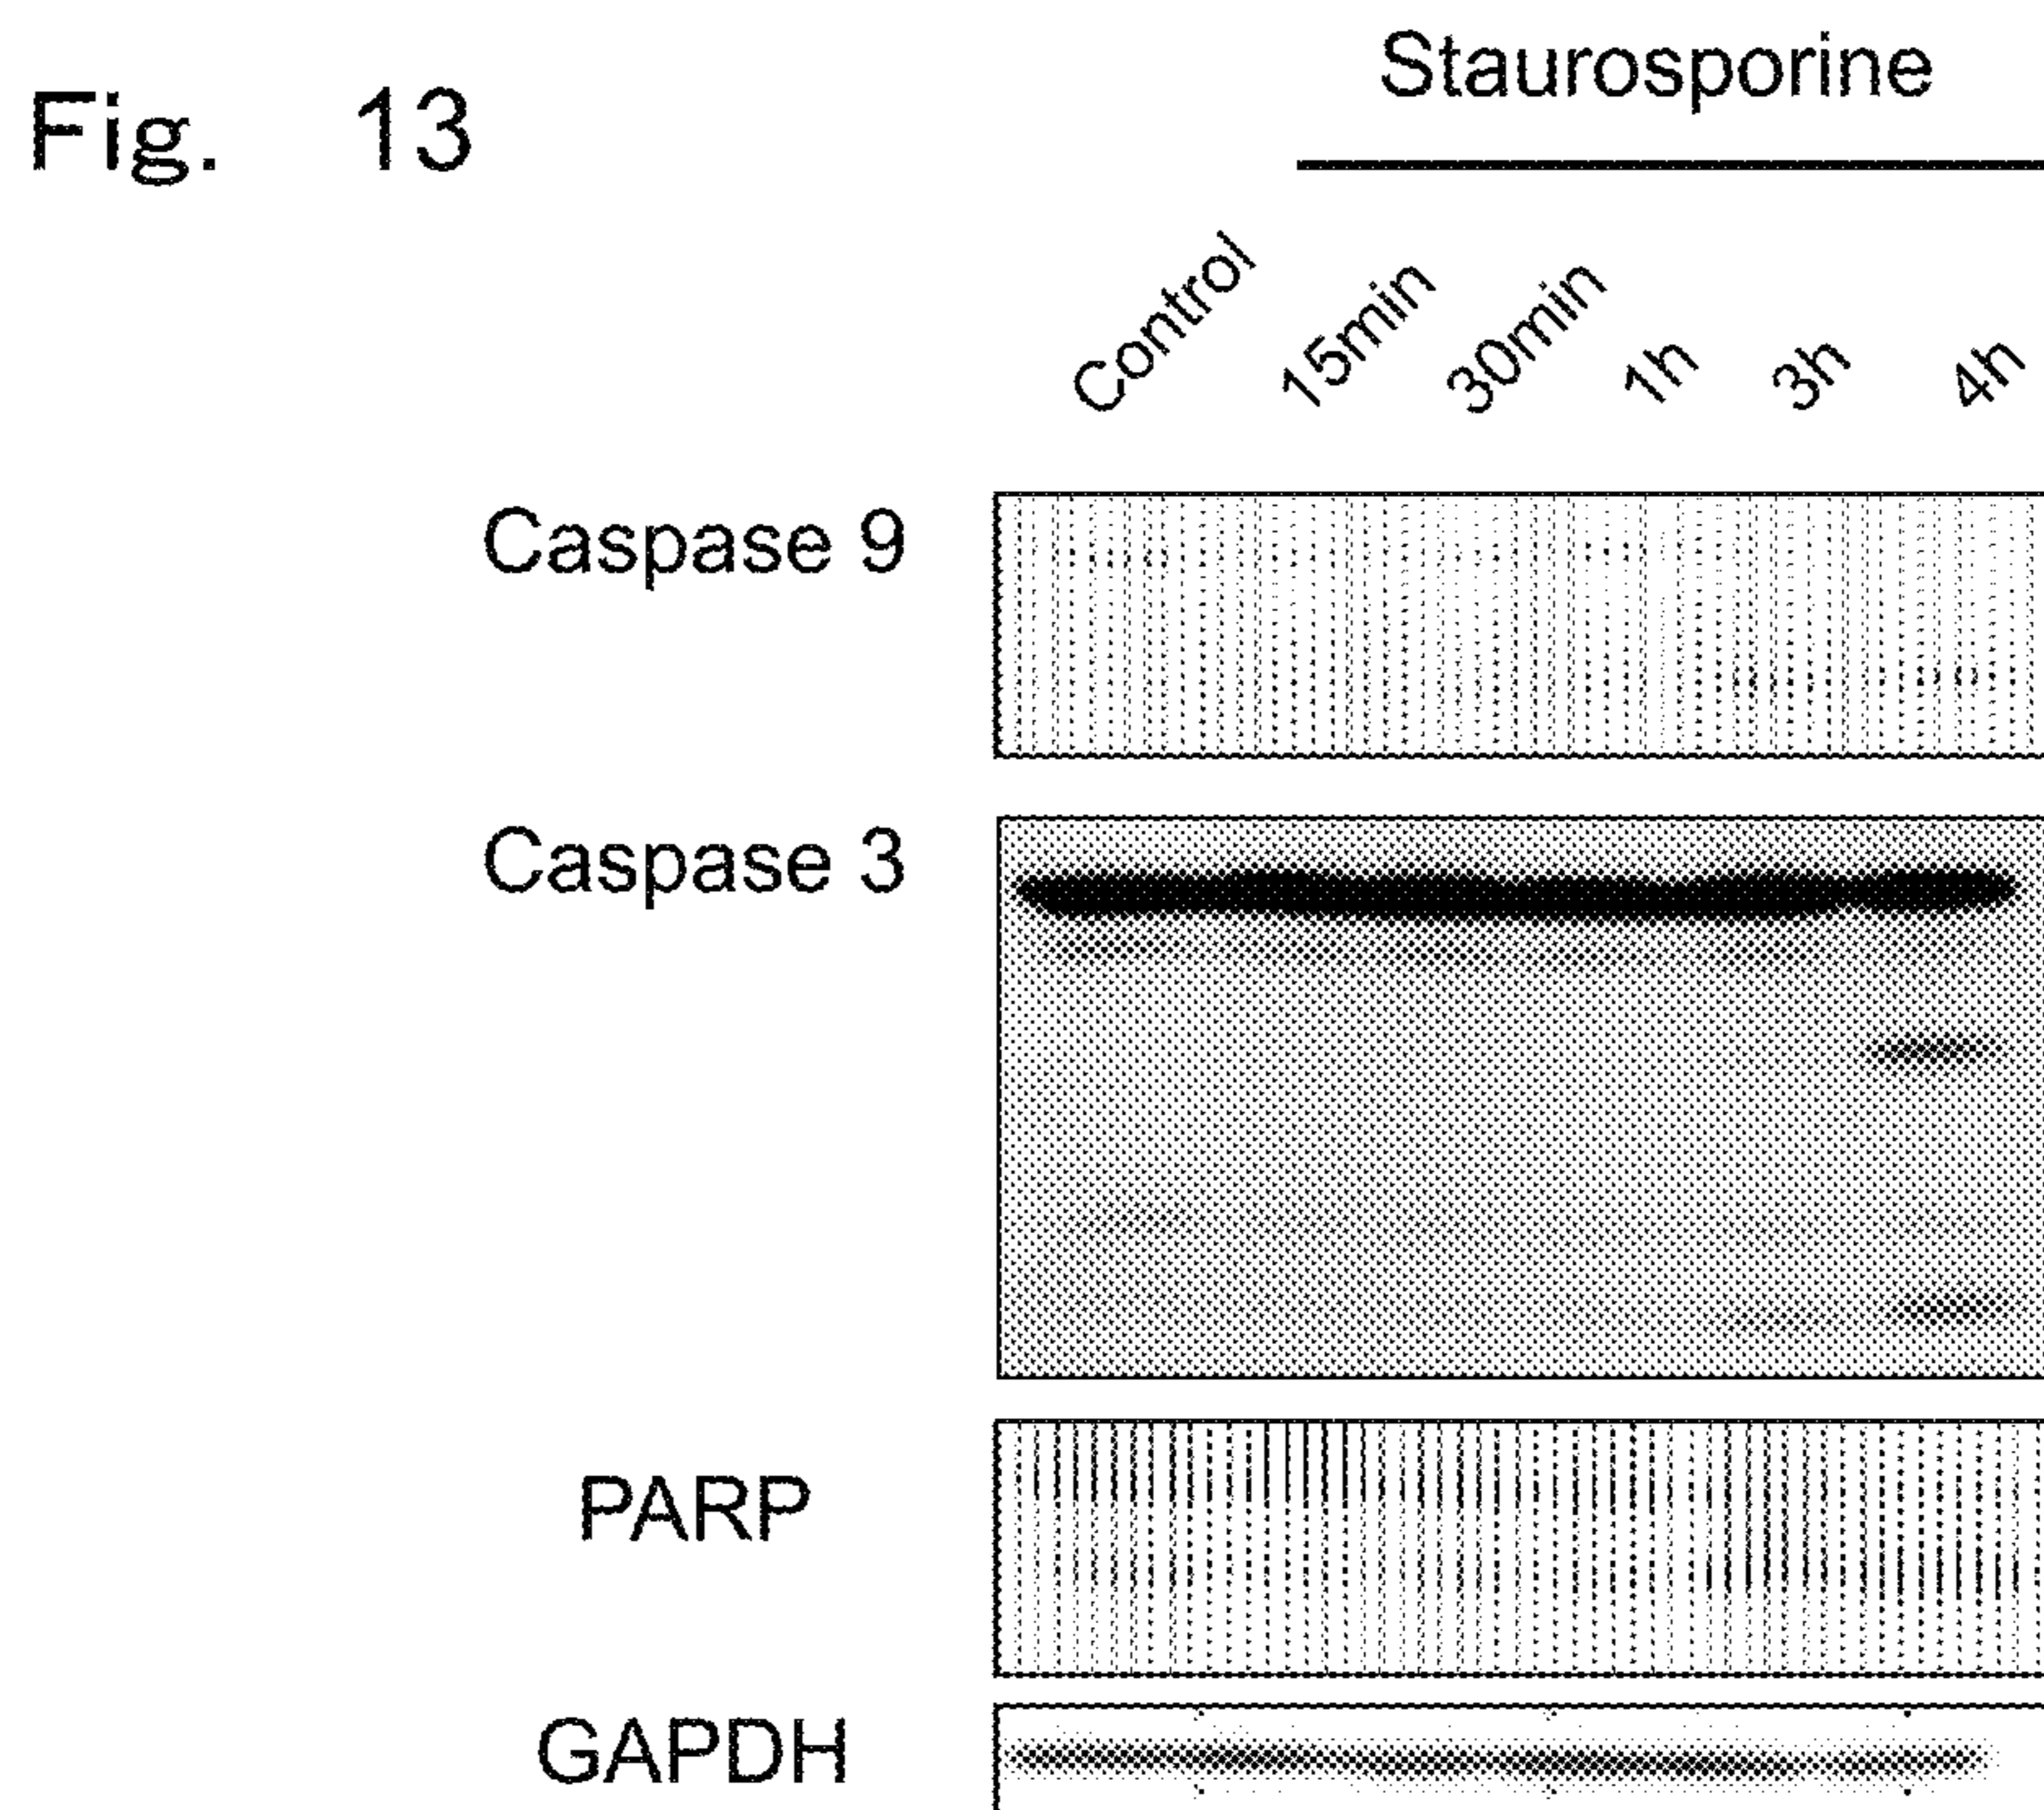 Fig. 13
Staurosporine
Control 15min 30min 1h 3h 4h
Caspase 9
Caspase 3
PARP
GAPDH